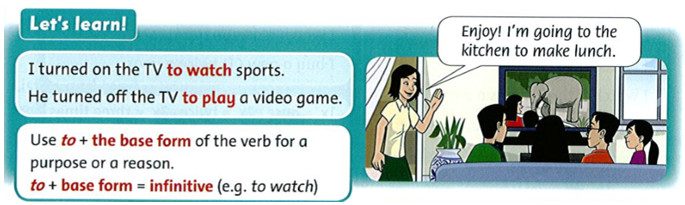 Let's learn!
I turned on the TV to watch sports.
He turned off the TV to play a video game.
Use to + the base form of the verb for a
purpose or a reason.
to + base form = infinitive (e.g. to watch)
Enjoy! I'm going to the
kitchen to make lunch.